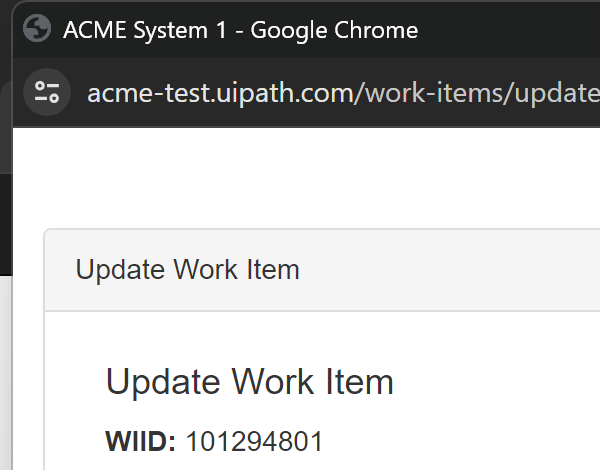 ACME System 1 - Google Chrome
acme-test.uipath.com/work-items/update
Update Work Item
Update Work Item
WIID: 101294801